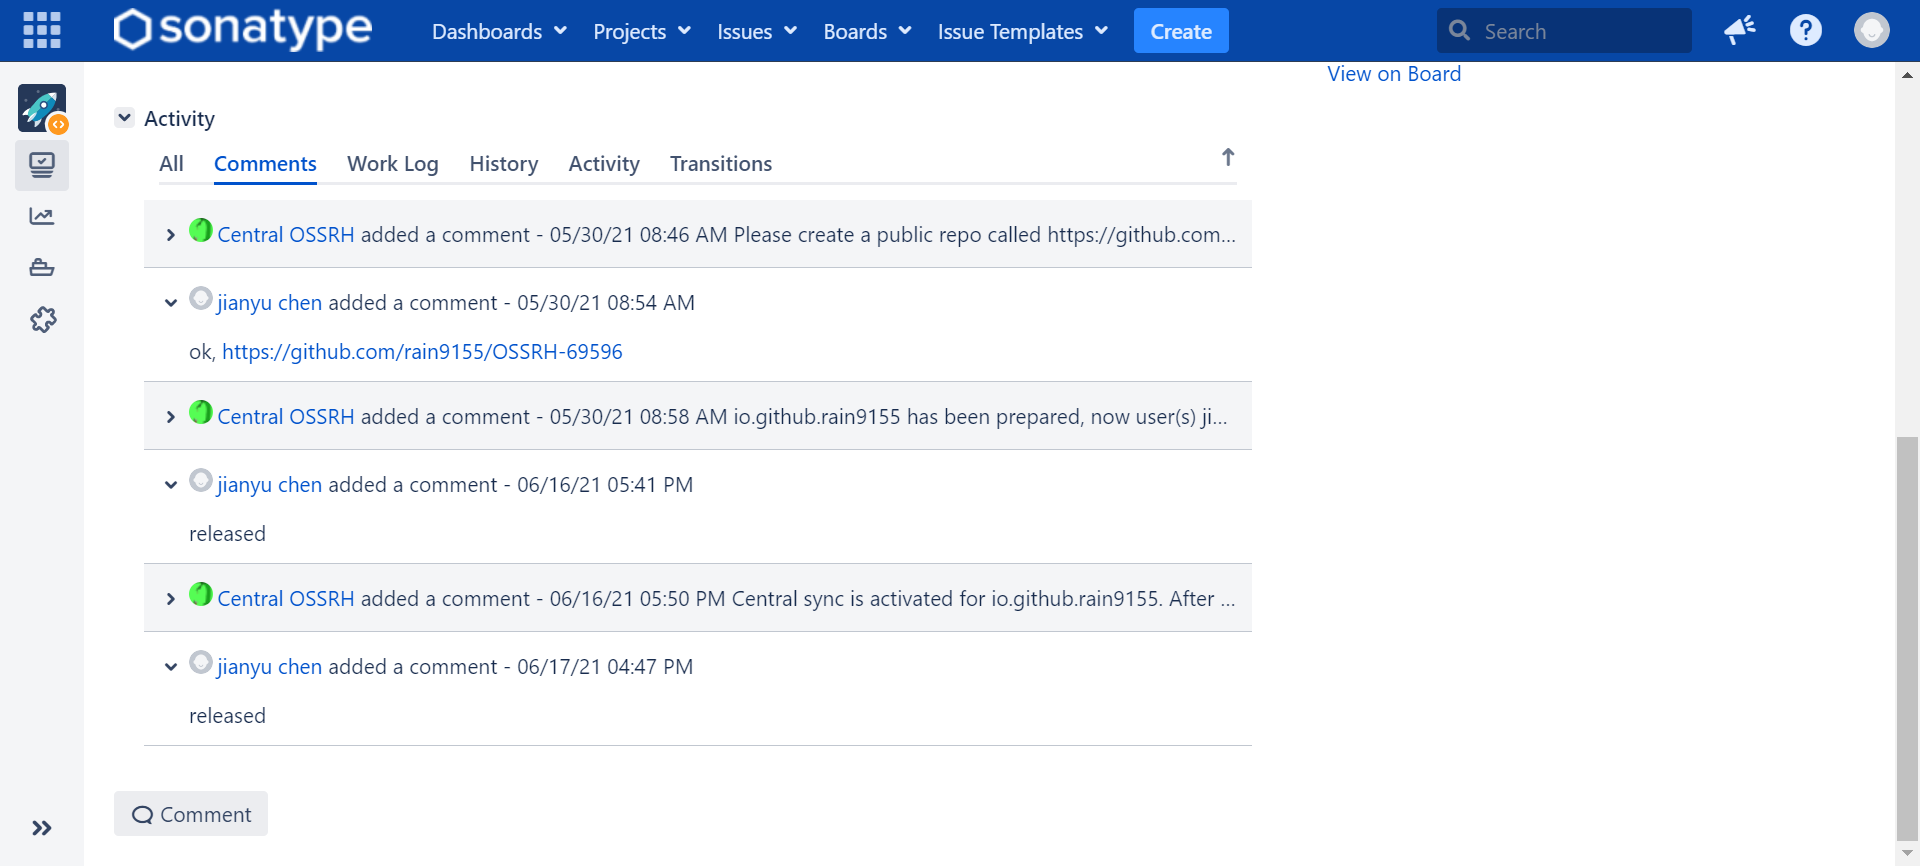 sonatype Dashboards Projects Issues Boards Issue Templates Create Search ?
View on Board
Activity
All Comments Work Log History Activity Transitions
Central OSSRH added a comment - 05/30/21 08:46 AM Please create a public repo called https://github.com...
jianyu chen added a comment - 05/30/21 08:54 AM
ok, https://github.com/rain9155/OSSRH-69596
Central OSSRH added a comment - 05/30/21 08:58 AM io.github.rain9155 has been prepared, now user(s) ji...
jianyu chen added a comment - 06/16/21 05:41 PM
released
Central OSSRH added a comment - 06/16/21 05:50 PM Central sync is activated for io.github.rain9155. After ...
jianyu chen added a comment - 06/17/21 04:47 PM
released
Comment